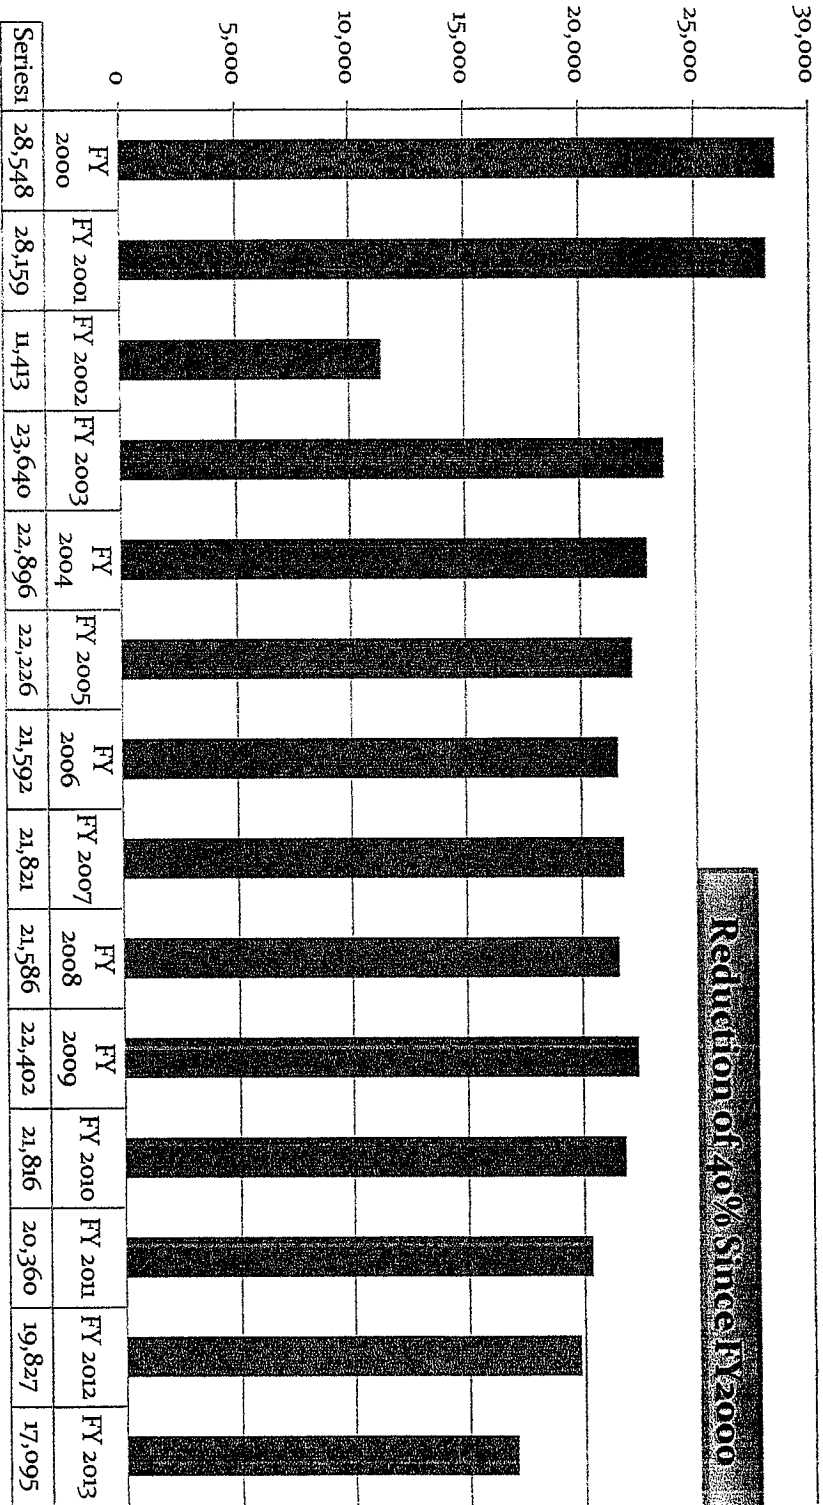 Reduction of 40% Since FY2000
30,000
25,000
20,000
15,000
10,000
5,000
0
FY 2000
FY 2001
FY 2002
FY 2003
FY 2004
FY 2005
FY 2006
FY 2007
FY 2008
FY 2009
FY 2010
FY 2011
FY 2012
FY 2013
Series1 28,548 28,159 11,413 23,640 22,896 22,226 21,592 21,821 21,586 22,402 21,816 20,360 19,827 17,095